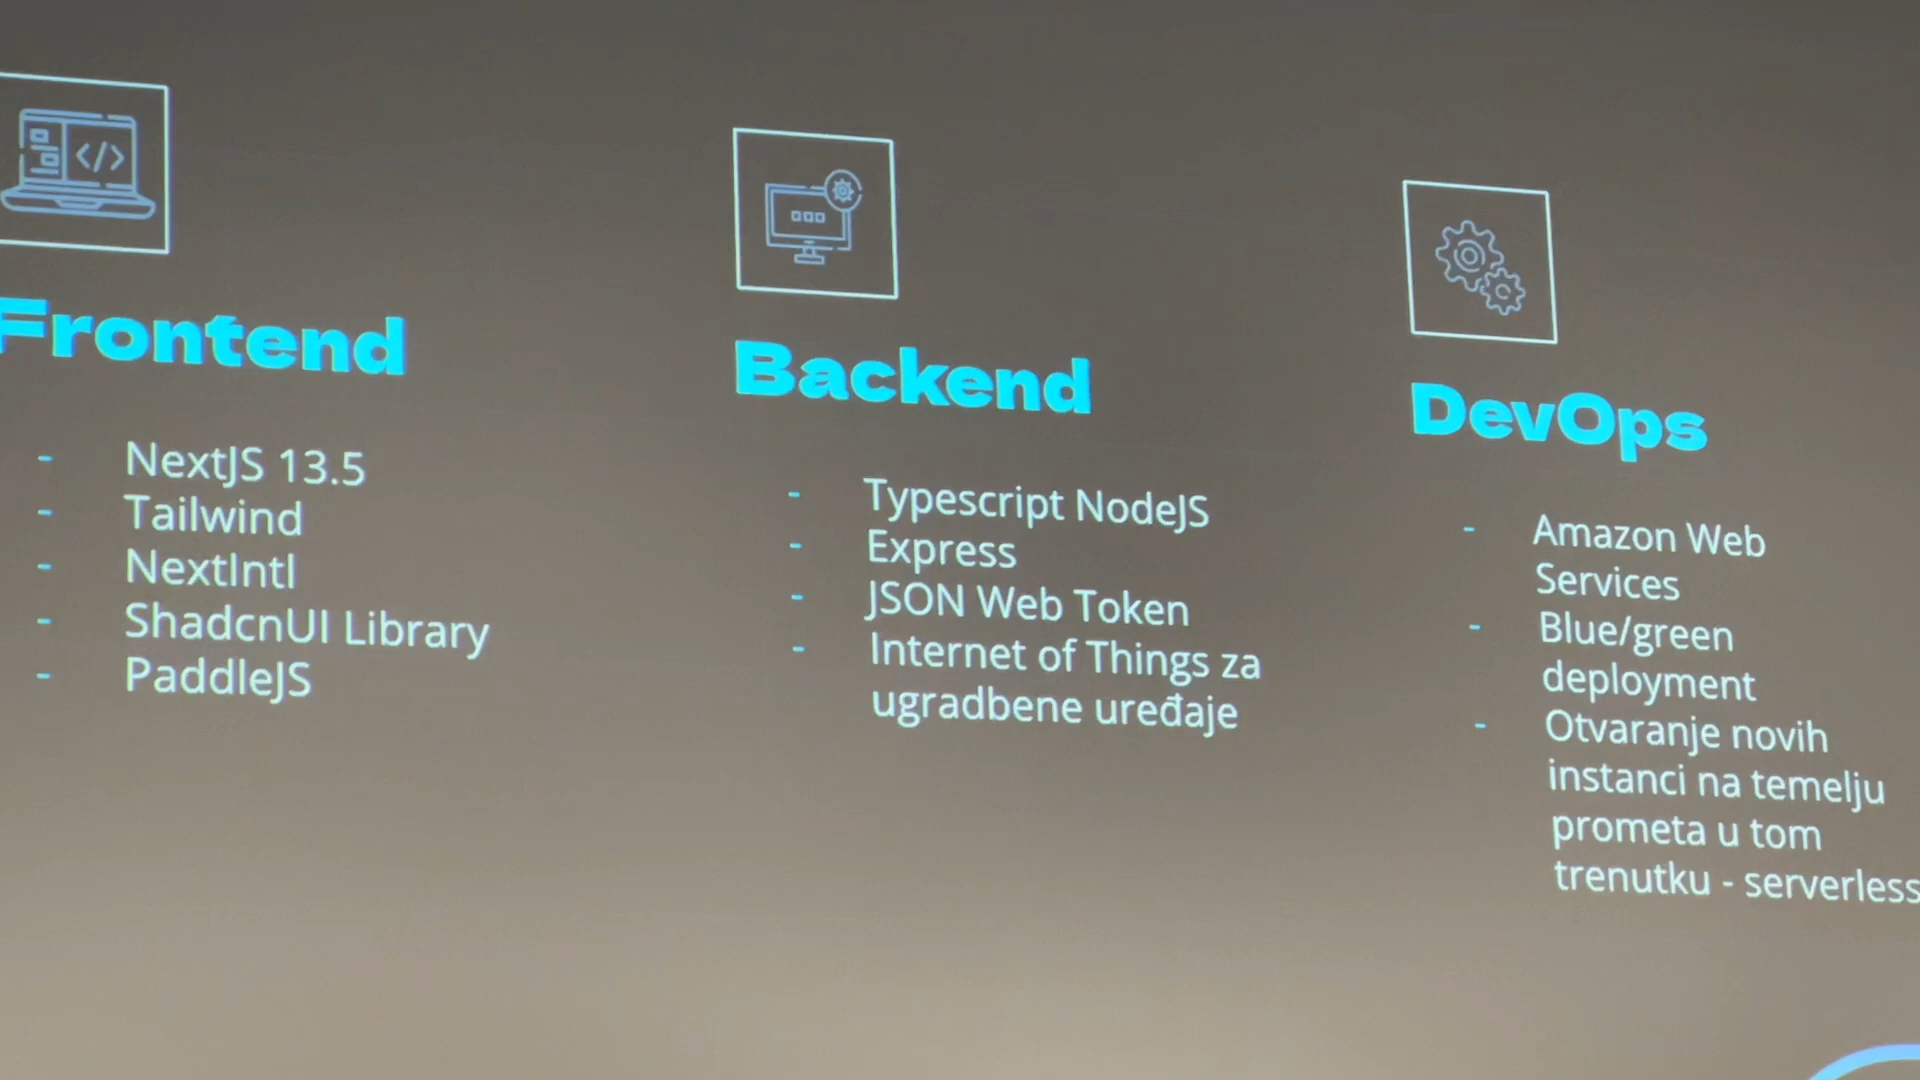 Frontend
- NextJS 13.5
- Tailwind
- NextIntl
- ShadcnUI Library
- PaddleJS
Backend
- Typescript NodeJS
- Express
- JSON Web Token
- Internet of Things za
ugradbene uređaje
DevOps
- Amazon Web
Services
- Blue/green
deployment
- Otvaranje novih
instanci na temelju
prometa u tom
trenutku - serverless